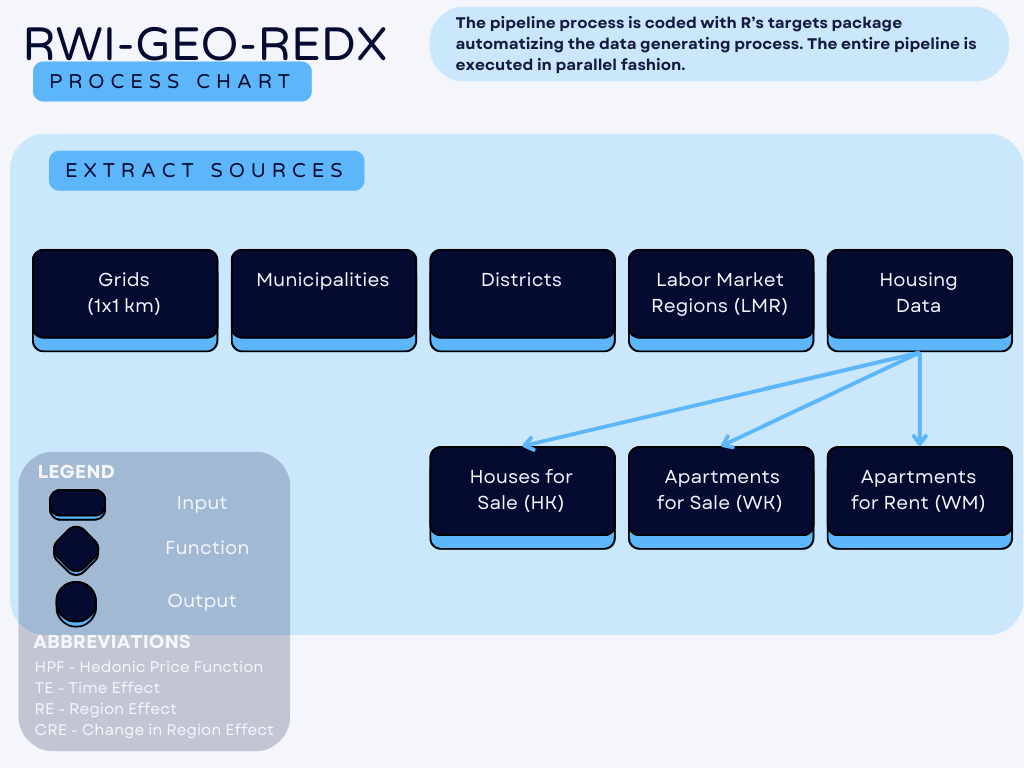 RWI-GEO-REDX
PROCESS CHART
The pipeline process is coded with R’s targets package
automatizing the data generating process. The entire pipeline is
executed in parallel fashion.
EXTRACT SOURCES
Grids
(1x1 km)
Municipalities
Districts
Labor Market
Regions (LMR)
Housing
Data
Houses for
Sale (HK)
Apartments
for Sale (WK)
Apartments
for Rent (WM)
LEGEND
Input
Function
Output
ABBREVIATIONS
HPF - Hedonic Price Function
TE - Time Effect
RE - Region Effect
CRE - Change in Region Effect